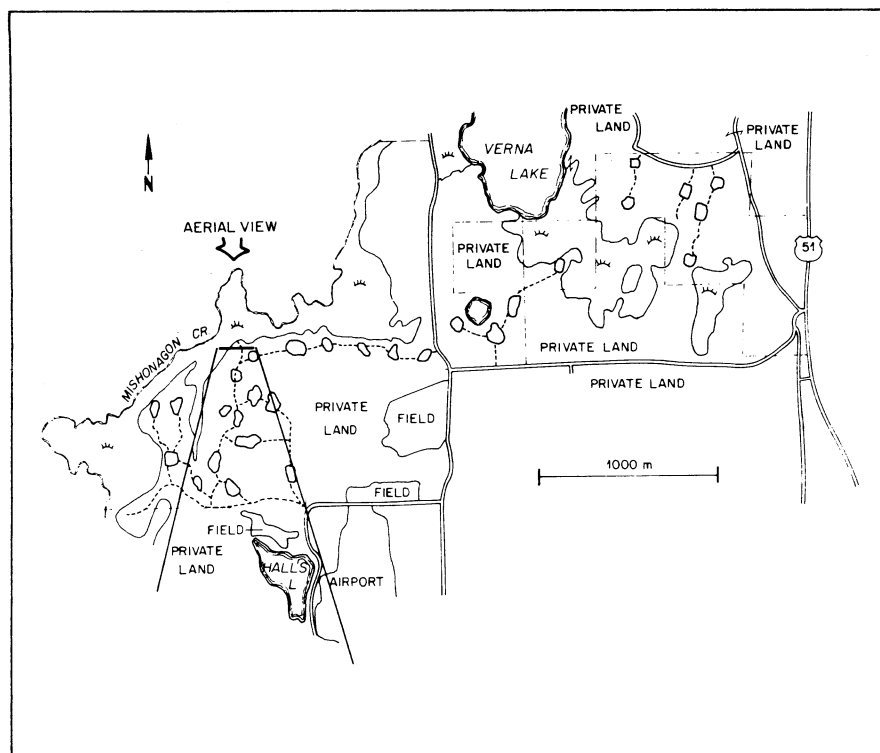 PRIVATE
LAND
PRIVATE
LAND
VERNA
LAKE
N
AERIAL VIEW
PRIVATE
LAND
51
MISHONAGON CR
PRIVATE LAND
PRIVATE LAND
PRIVATE
LAND
FIELD
1000 m
FIELD
FIELD
PRIVATE
LAND
HALL'S
L
AIRPORT